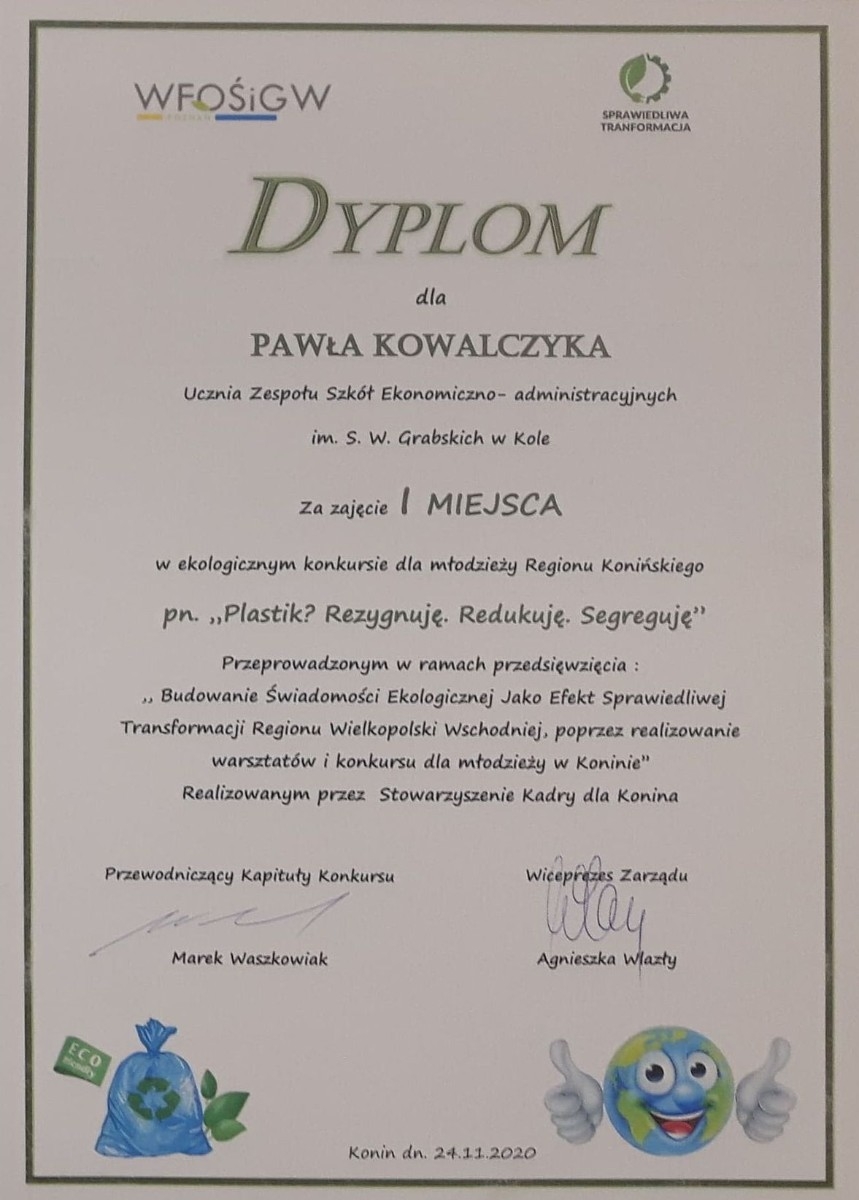 WFOŚiGW
POZNAŃ
SPRAWIEDLIWA
TRANFORMACJA
DYPLOM
dla
PAWŁA KOWALCZYKA
Ucznia Zespołu Szkół Ekonomiczno- administracyjnych
im. S. W. Grabskich w Kole
Za zajęcie I MIEJSCA
w ekologicznym konkursie dla młodzieży Regionu Konińskiego
pn. ,,Plastik? Rezygnuję. Redukuję. Segreguję”
Przeprowadzonym w ramach przedsięwzięcia :
,, Budowanie Świadomości Ekologicznej Jako Efekt Sprawiedliwej
Transformacji Regionu Wielkopolski Wschodniej, poprzez realizowanie
warsztatów i konkursu dla młodzieży w Koninie”
Realizowanym przez Stowarzyszenie Kadry dla Konina
Przewodniczący Kapituły Konkursu
Wiceprezes Zarządu
Marek Waszkowiak
Agnieszka Wlazły
ECO
friendly
Konin dn. 24.11.2020